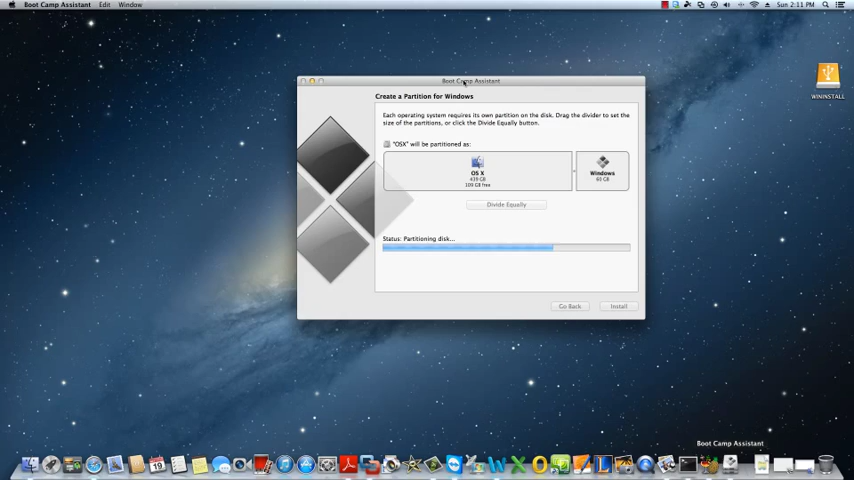 Boot Camp Assistant Edit Window
Sun 2:11 PM
Boot Camp Assistant
Create a Partition for Windows
Each operating system requires its own partition on the disk. Drag the divider to set the
size of the partitions, or click the Divide Equally button.
"OSX" will be partitioned as:
OS X
439 GB
109 GB free
Windows
60 GB
Divide Equally
Status: Partitioning disk...
Go Back
Install
WININSTALL
Boot Camp Assistant
19